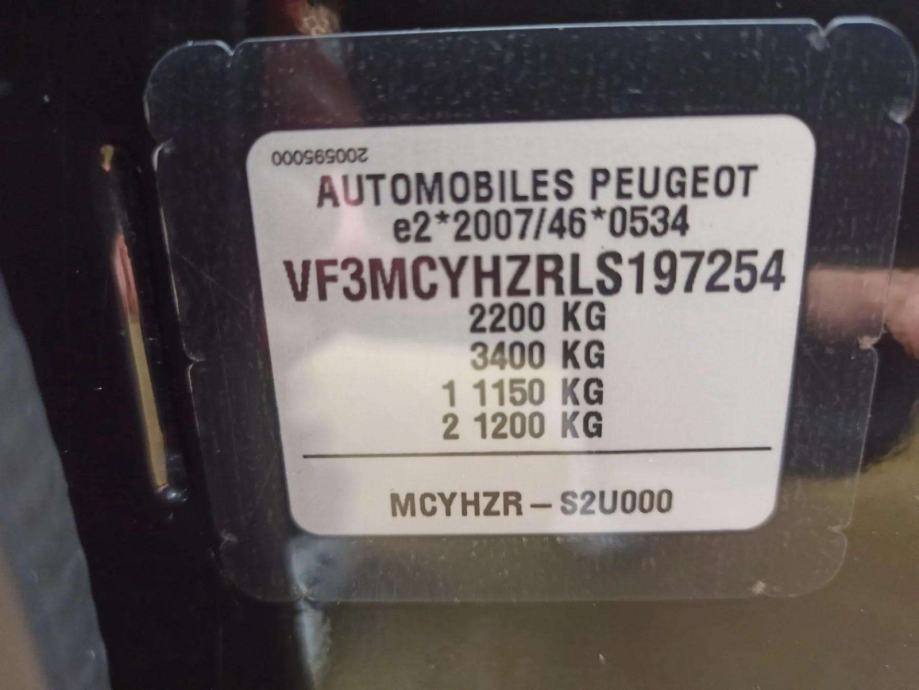 200595000
AUTOMOBILES PEUGEOT
e2*2007/46*0534
VF3MCYHZRLS197254
2200 KG
3400 KG
1 1150 KG
2 1200 KG
MCYHZR – S2U000